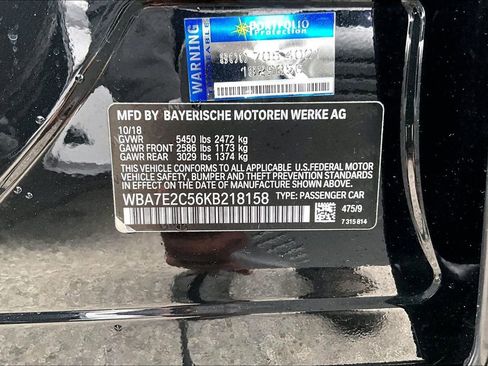 WARNING
PORTFOLIO
Protection
MFD BY BAYERISCHE MOTOREN WERKE AG
10/18
GVWR 5450 lbs 2472 kg
GAWR FRONT 2586 lbs 1173 kg
GAWR REAR 3029 lbs 1374 kg
THIS VEHICLE CONFORMS TO ALL APPLICABLE U.S.FEDERAL MOTOR
VEHICLE SAFETY, BUMPER, AND THEFT PREVENTION STANDARDS
IN EFFECT ON THE DATE OF MANUFACTURE SHOWN ABOVE.
WBA7E2C56KB218158 TYPE: PASSENGER CAR
475/9
7 315 814